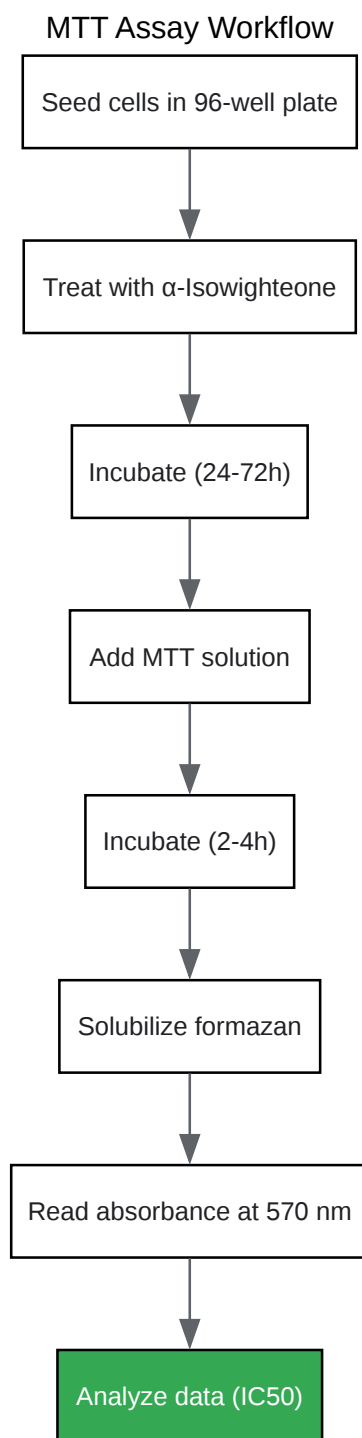 MTT Assay Workflow
Seed cells in 96-well plate
Treat with α-Isowighteone
Incubate (24-72h)
Add MTT solution
Incubate (2-4h)
Solubilize formazan
Read absorbance at 570 nm
Analyze data (IC50)